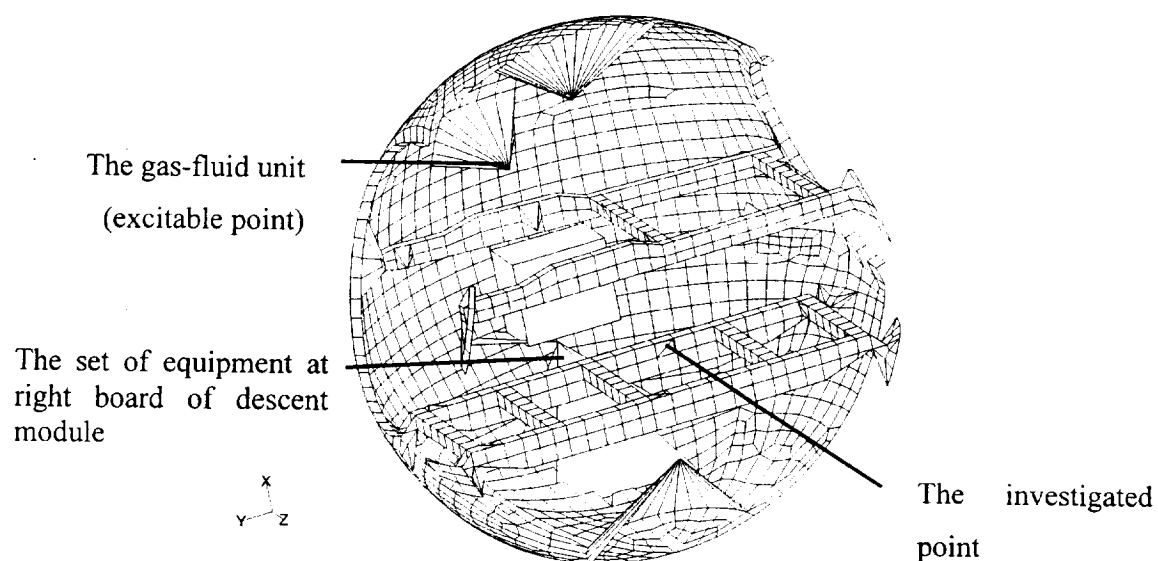 The gas-fluid unit
(excitable point)
The set of equipment at
right board of descent
module
X
Y Z
The investigated
point